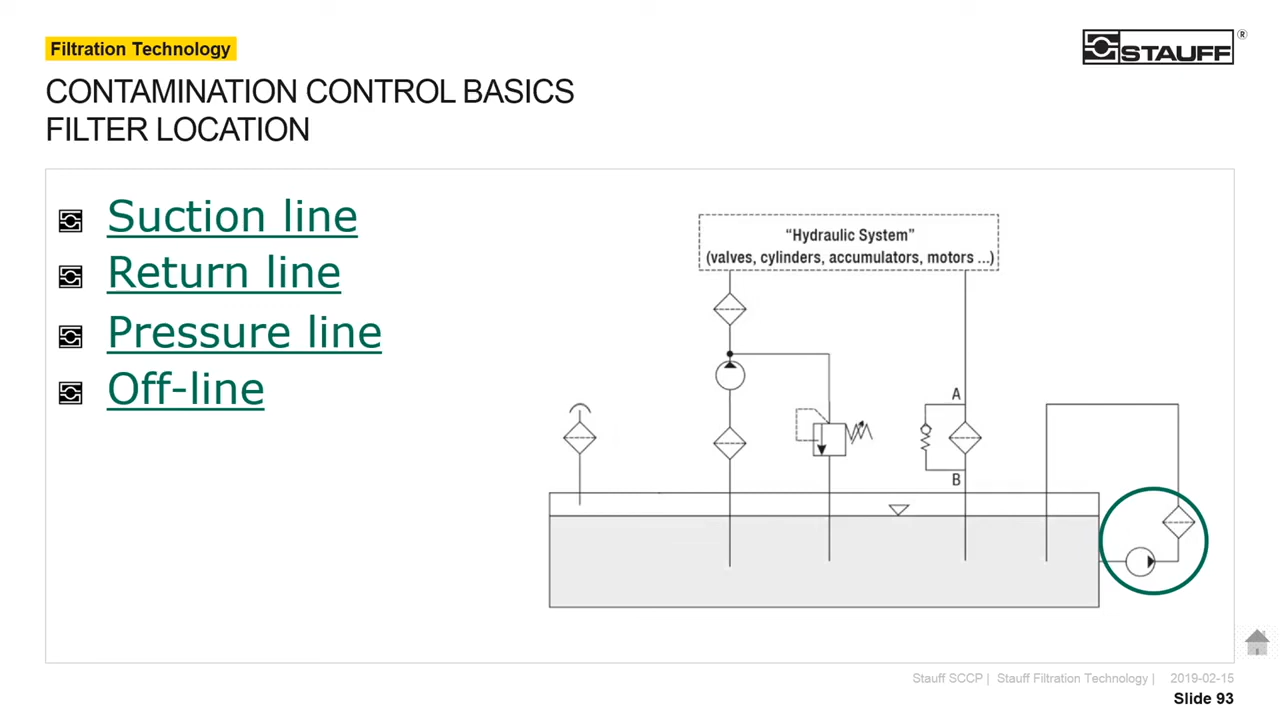 Filtration Technology
STAUFF®
CONTAMINATION CONTROL BASICS
FILTER LOCATION
Suction line
Return line
Pressure line
Off-line
“Hydraulic System”
(valves, cylinders, accumulators, motors ...)
A
B
Stauff SCCP | Stauff Filtration Technology | 2019-02-15
Slide 93